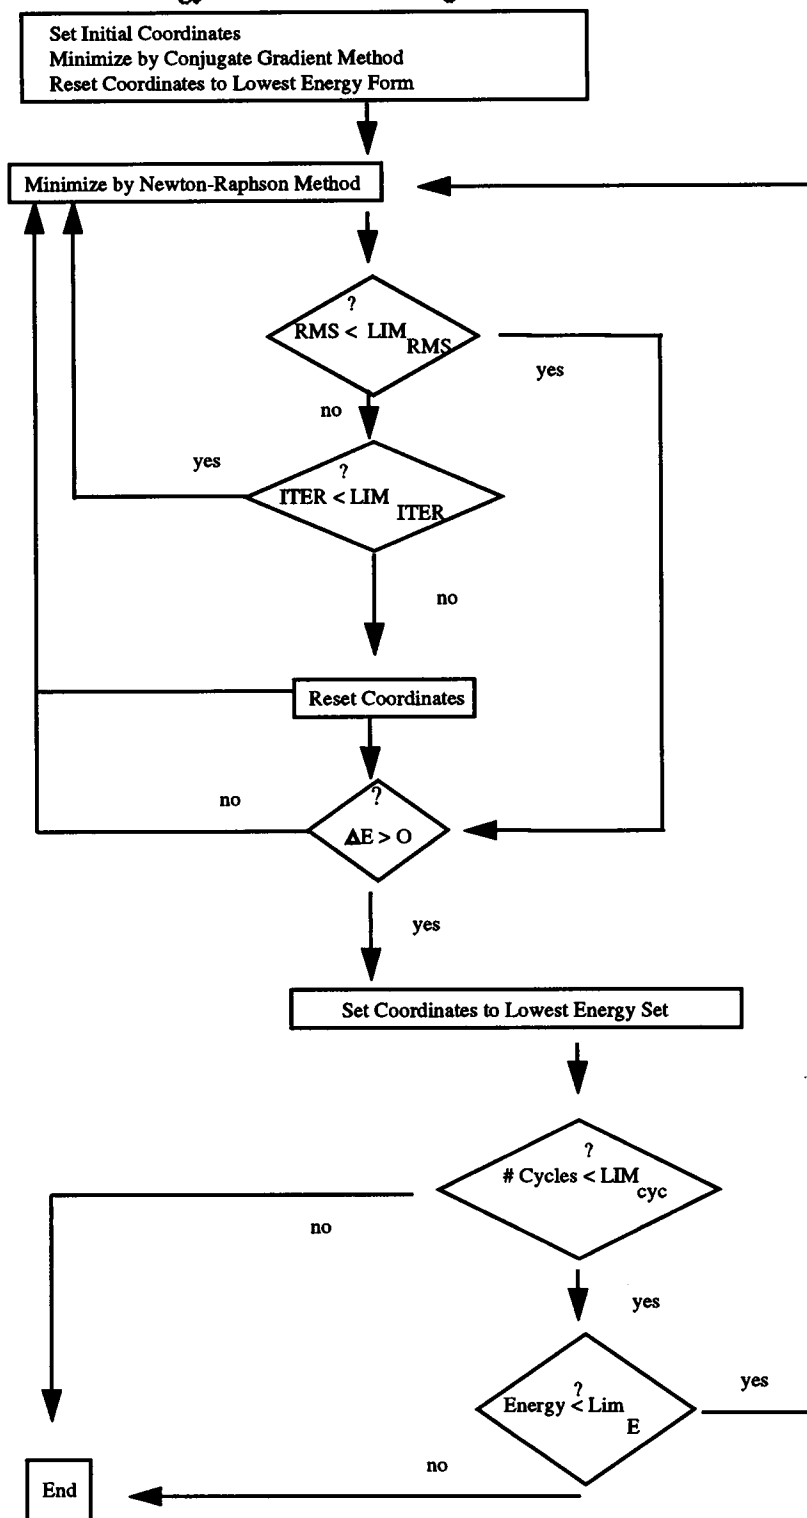 Set Initial Coordinates
Minimize by Conjugate Gradient Method
Reset Coordinates to Lowest Energy Form
Minimize by Newton-Raphson Method
?
RMS < LIM RMS
yes
no
yes
?
ITER < LIM ITER
no
Reset Coordinates
no
?
ΔE > O
yes
Set Coordinates to Lowest Energy Set
?
# Cycles < LIM cyc
no
yes
?
Energy < Lim E
yes
no
End